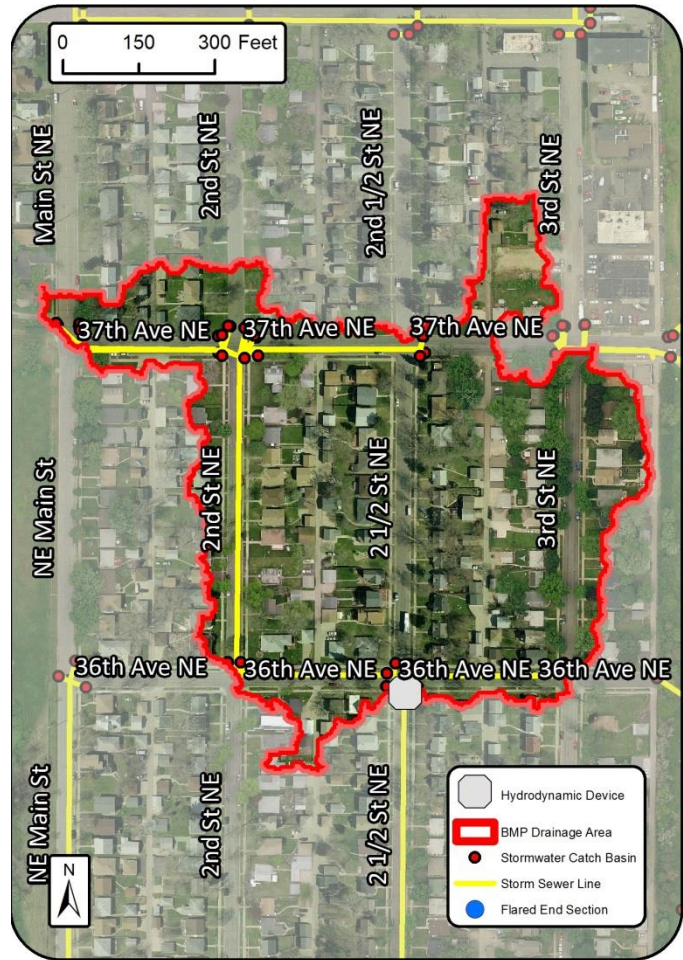 0 150 300 Feet
Main St NE
2nd St NE
2nd 1/2 St NE
3rd St NE
37th Ave NE
37th Ave NE
37th Ave NE
NE Main St
2nd St NE
2 1/2 St NE
3rd St NE
36th Ave NE
36th Ave NE
36th Ave NE
36th Ave NE
NE Main St
2nd St NE
2 1/2 St NE
N
Hydrodynamic Device
BMP Drainage Area
Stormwater Catch Basin
Storm Sewer Line
Flared End Section